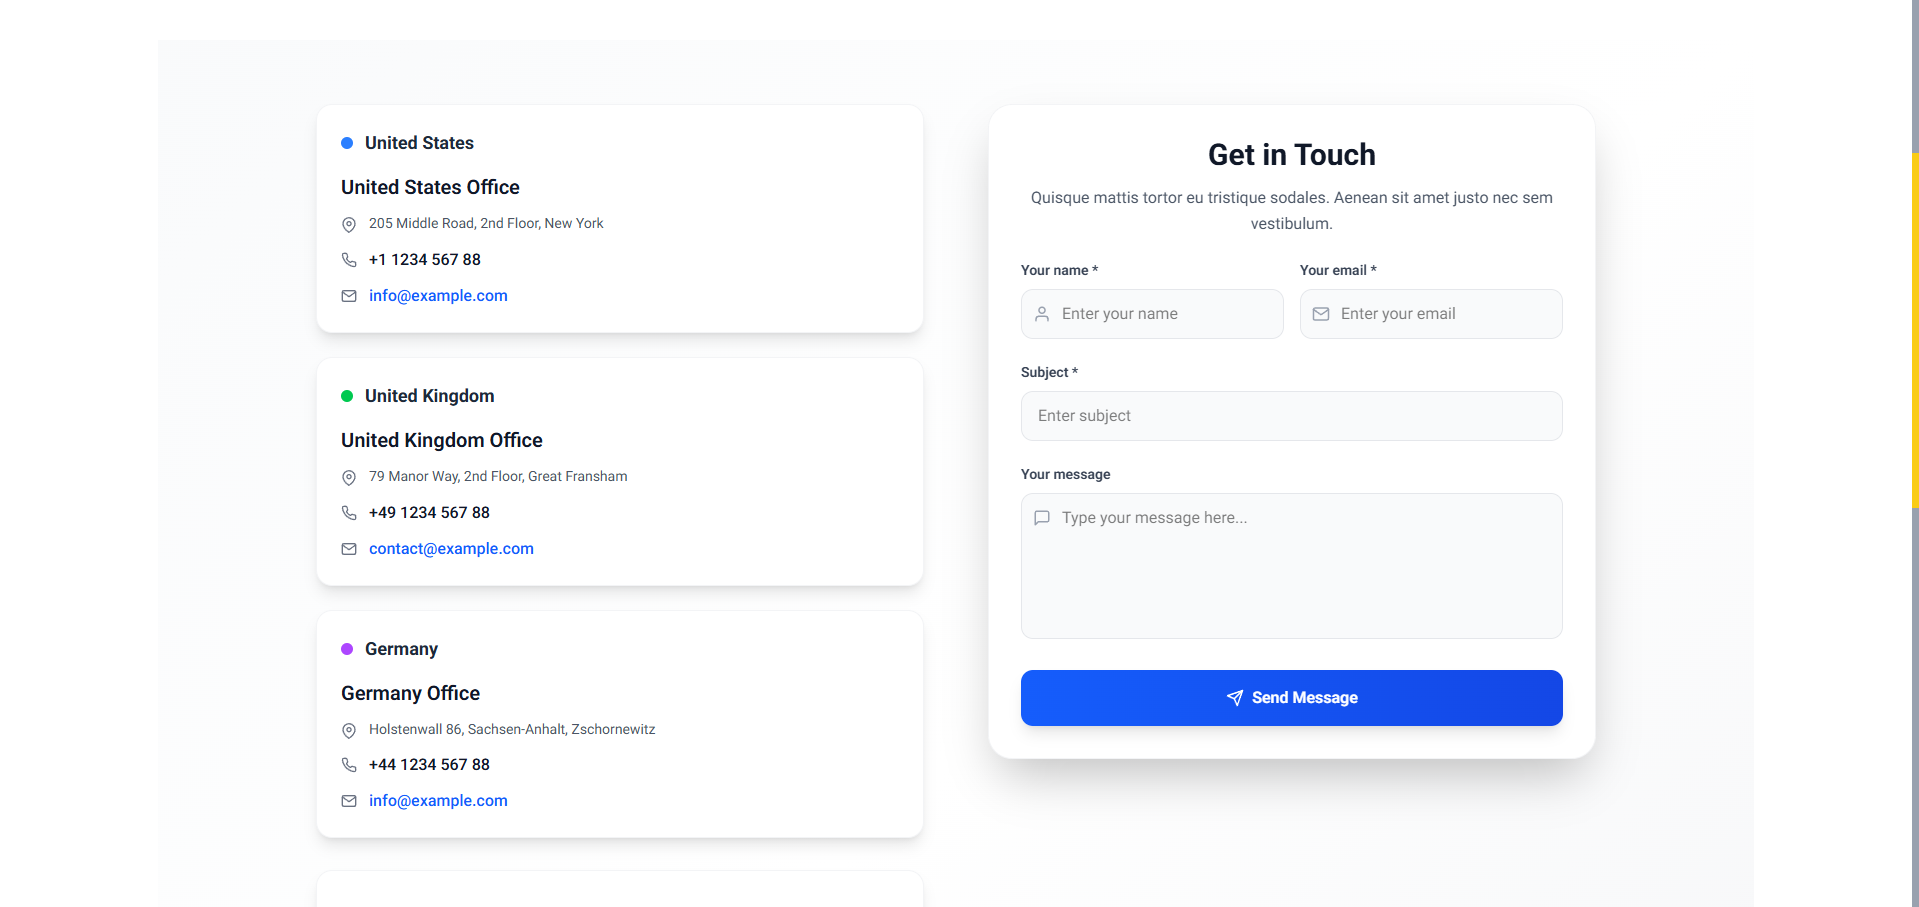 United States
United States Office
205 Middle Road, 2nd Floor, New York
+1 1234 567 88
info@example.com
United Kingdom
United Kingdom Office
79 Manor Way, 2nd Floor, Great Fransham
+49 1234 567 88
contact@example.com
Germany
Germany Office
Holstenwall 86, Sachsen-Anhalt, Zschornewitz
+44 1234 567 88
info@example.com
Get in Touch
Quisque mattis tortor eu tristique sodales. Aenean sit amet justo nec sem
vestibulum.
Your name *
Your email *
Enter your name
Enter your email
Subject *
Enter subject
Your message
Type your message here...
Send Message